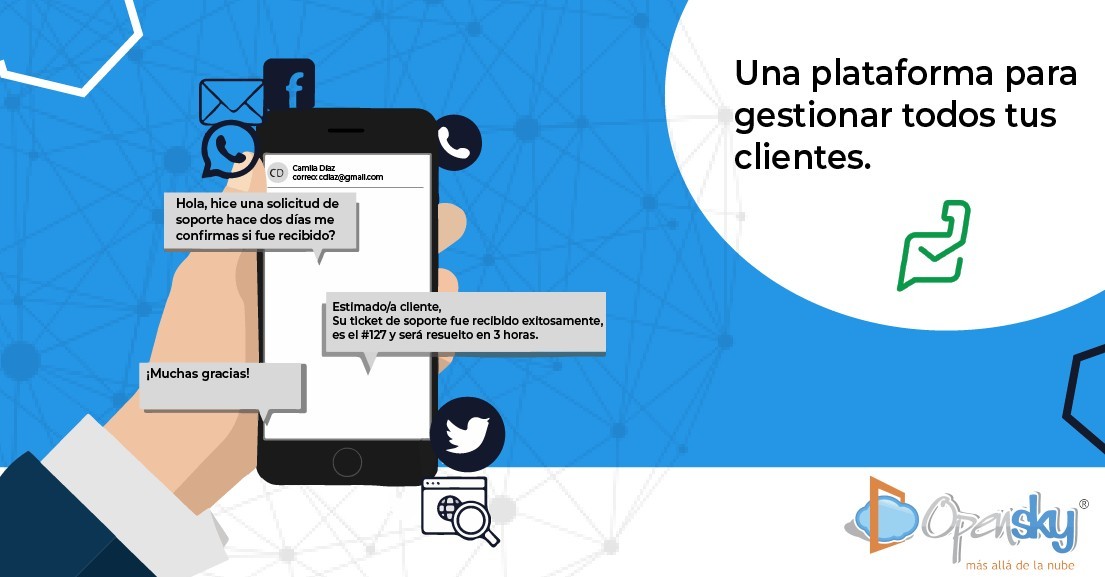 Una plataforma para
gestionar todos tus
clientes.
CD
Camila Díaz
correo: cdiaz@gmail.com
Hola, hice una solicitud de
soporte hace dos días me
confirmas si fue recibido?
Estimado/a cliente,
Su ticket de soporte fue recibido exitosamente,
es el #127 y será resuelto en 3 horas.
¡Muchas gracias!
Opensky®
más allá de la nube